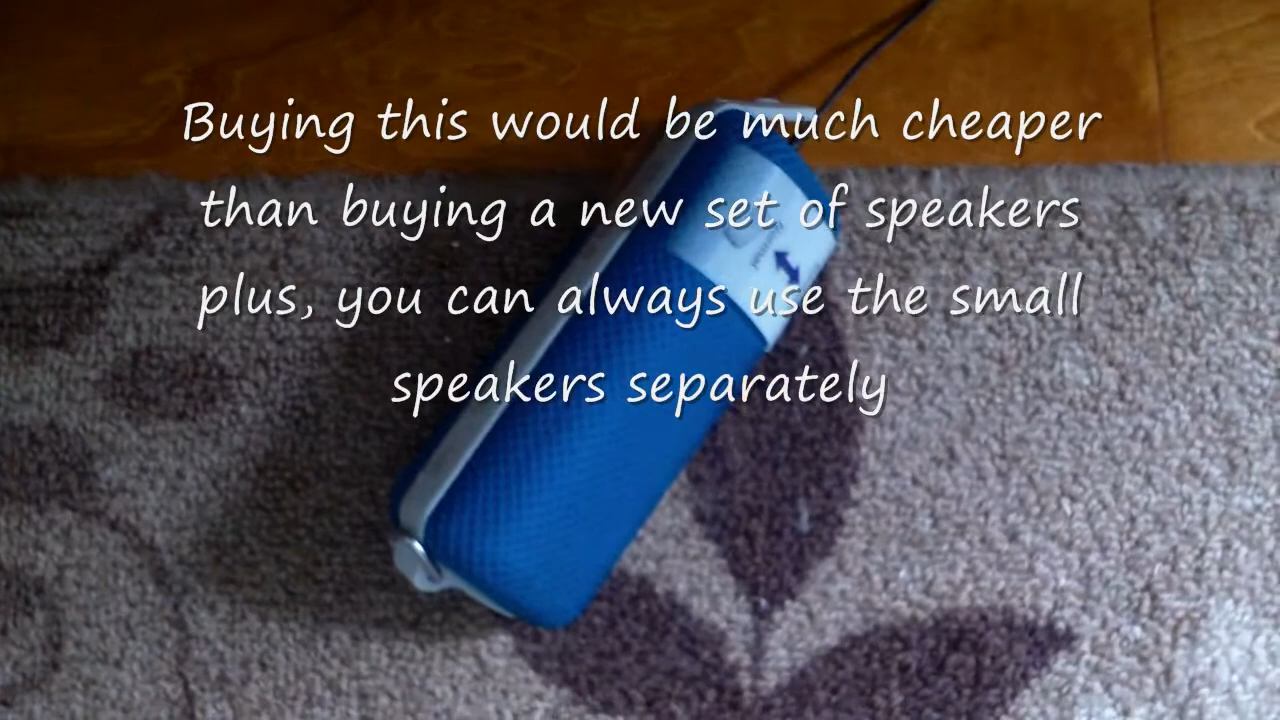 Buying this would be much cheaper
than buying a new set of speakers
plus, you can always use the small
speakers separately